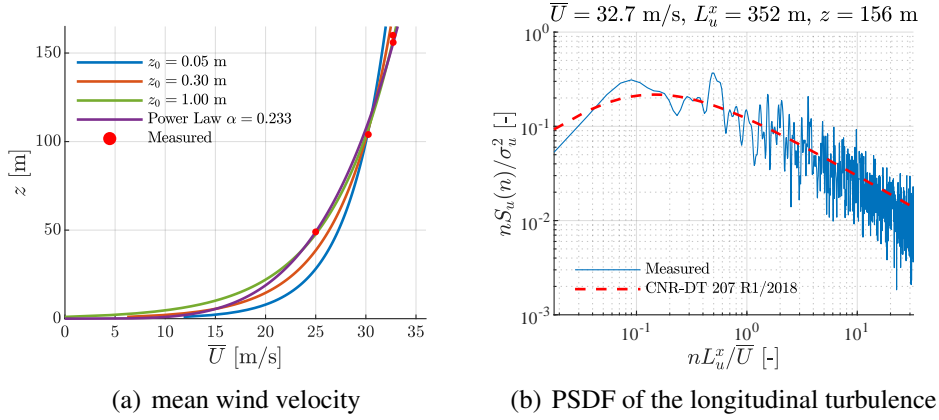 150
100
50
0
z [m]
z₀ = 0.05 m
z₀ = 0.30 m
z₀ = 1.00 m
Power Law α = 0.233
Measured
0 5 10 15 20 25 30 35
U̅ [m/s]
(a) mean wind velocity
U̅ = 32.7 m/s, Lᵤˣ = 352 m, z = 156 m
10⁰
10⁻¹
10⁻²
10⁻³
nSᵤ(n)/σᵤ² [-]
Measured
CNR-DT 207 R1/2018
10⁻¹ 10⁰ 10¹
nLᵤˣ/U̅ [-]
(b) PSDF of the longitudinal turbulence